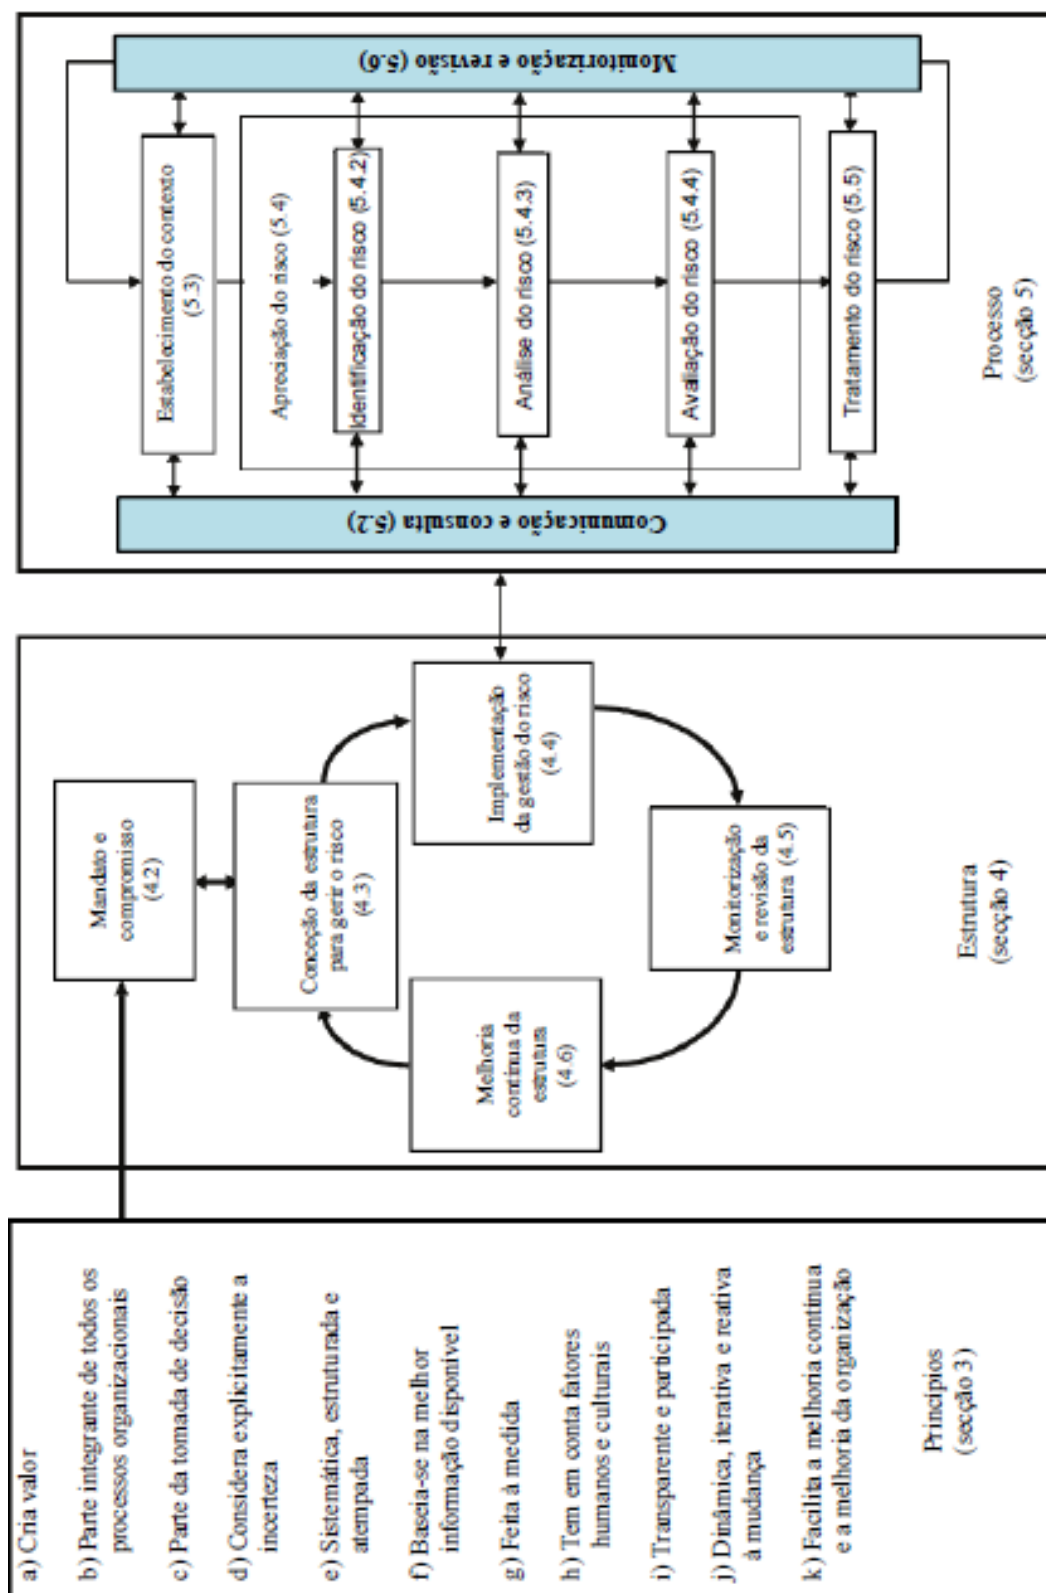 a) Cria valor
b) Parte integrante de todos os
processos organizacionais
c) Parte da tomada de decisão
d) Considera explicitamente a
incerteza
e) Sistemática, estruturada e
atempada
f) Baseia-se na melhor
informação disponível
g) Feita à medida
h) Tem em conta fatores
humanos e culturais
i) Transparente e participada
j) Dinâmica, iterativa e reativa
à mudança
k) Facilita a melhoria contínua
e a melhoria da organização
Princípios
(secção 3)
Mandato e
compromisso
(4.2)
Conceção da estrutura
para gerir o risco
(4.3)
Implementação
da gestão do risco
(4.4)
Monitorização
e revisão da
estrutura (4.5)
Melhoria
contínua da
estrutura
(4.6)
Estrutura
(secção 4)
Comunicação e consulta (5.2)
Estabelecimento do contexto
(5.3)
Apreciação do risco (5.4)
Identificação do risco (5.4.2)
Análise do risco (5.4.3)
Avaliação do risco (5.4.4)
Tratamento do risco (5.5)
Monitorização e revisão (5.6)
Processo
(secção 5)